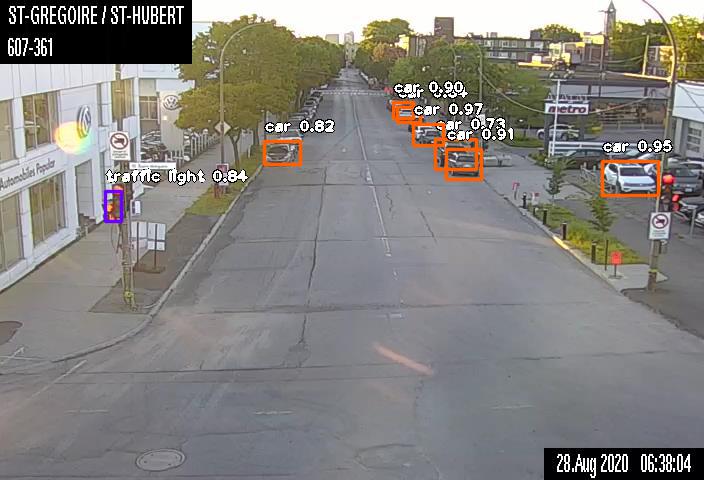 ST-GREGOIRE / ST-HUBERT
607-361
car 0.90
car 0.97
0.73
car 0.82
car 0.91
car 0.95
metro
traffic light 0.84
Automobiles Popular
28.Aug 2020 06:38:04